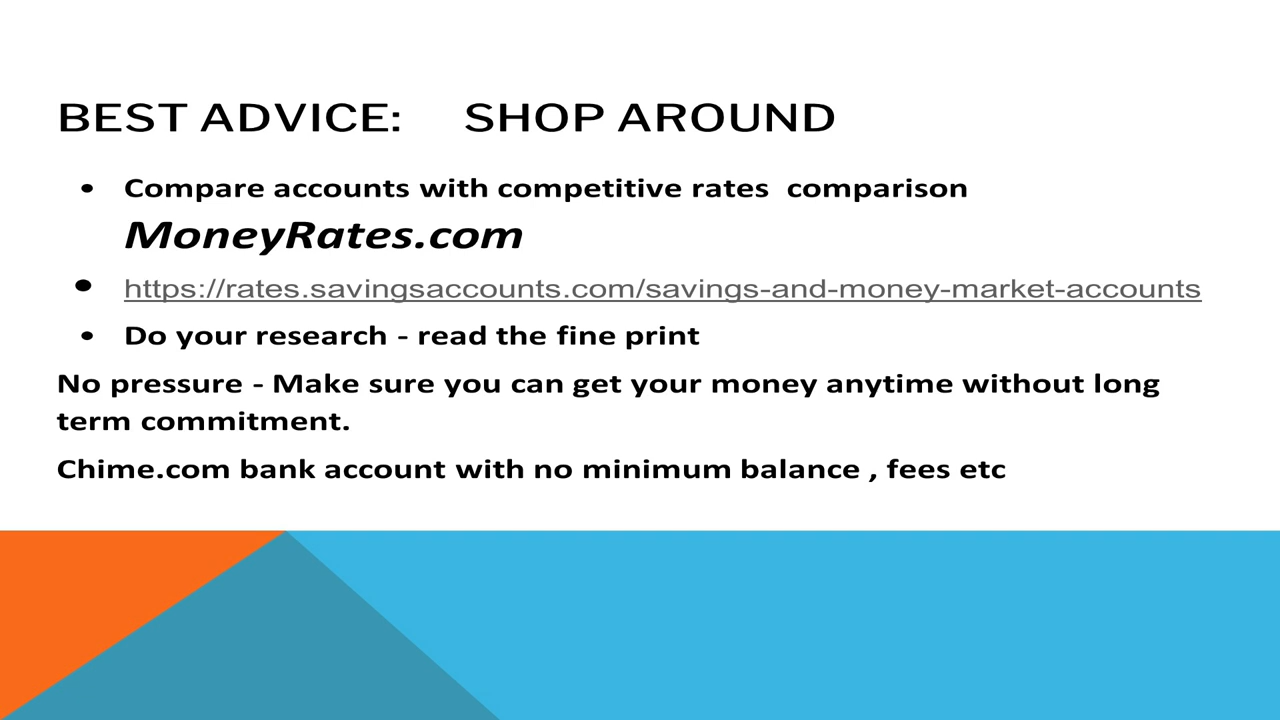 BEST ADVICE: SHOP AROUND
• Compare accounts with competitive rates comparison
MoneyRates.com
• https://rates.savingsaccounts.com/savings-and-money-market-accounts
• Do your research - read the fine print
No pressure - Make sure you can get your money anytime without long
term commitment.
Chime.com bank account with no minimum balance , fees etc